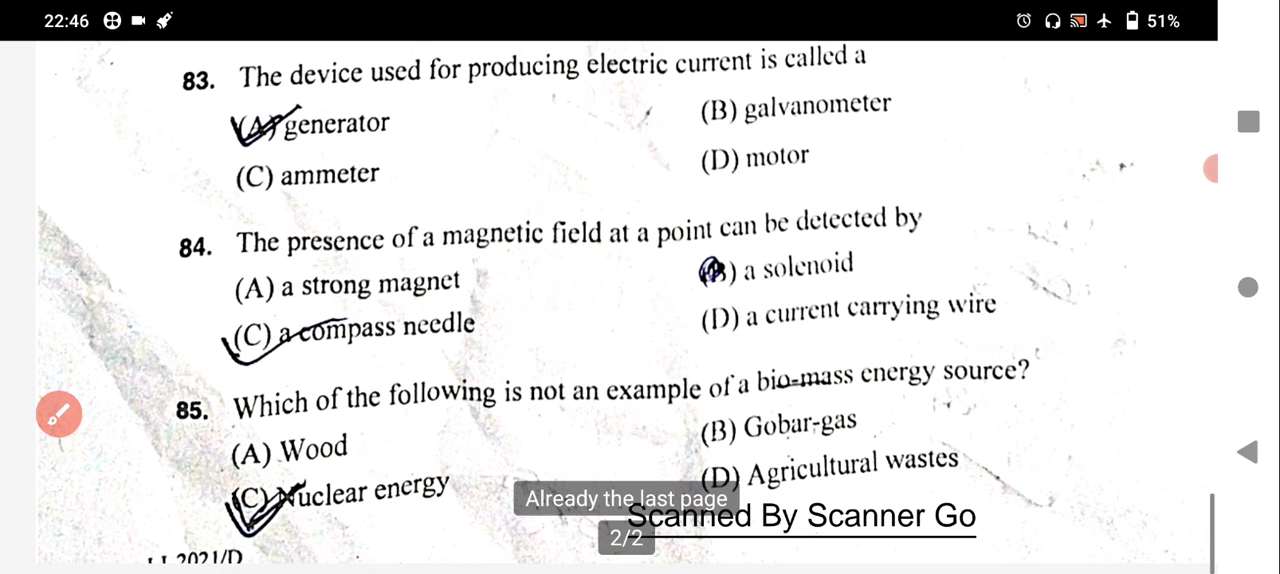 22:46
51%
83. The device used for producing electric current is called a
(A) generator
(B) galvanometer
(C) ammeter
(D) motor
84. The presence of a magnetic field at a point can be detected by
(A) a strong magnet
(B) a solenoid
(C) a compass needle
(D) a current carrying wire
85. Which of the following is not an example of a bio-mass energy source?
(A) Wood
(B) Gobar-gas
(C) Nuclear energy
(D) Agricultural wastes
Already the last page
Scanned By Scanner Go
2/2
2021/D